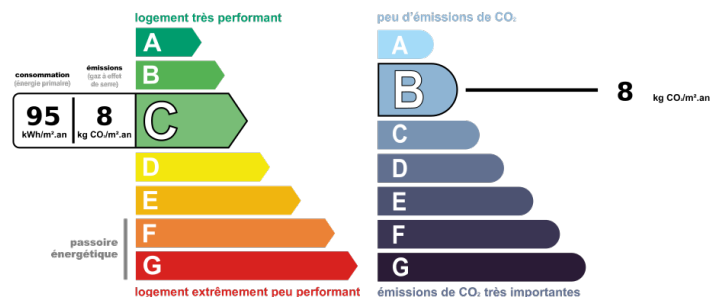 logement très performant
consommation
(énergie primaire)
émissions
(gaz à effet
de serre)
95
kWh/m².an
8
kg CO₂/m².an
A
B
C
D
E
F
G
passoire
énergétique
logement extrêmement peu performant
peu d'émissions de CO₂
A
B
8
kg CO₂/m².an
C
D
E
F
G
émissions de CO₂ très importantes